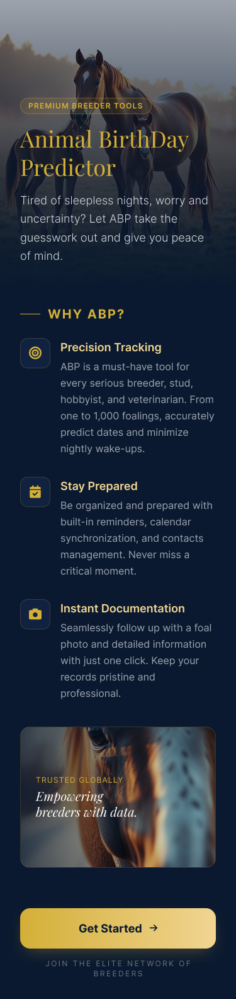 PREMIUM BREEDER TOOLS
Animal BirthDay
Predictor
Tired of sleepless nights, worry and
uncertainty? Let ABP take the
guesswork out and give you peace
of mind.
WHY ABP?
Precision Tracking
ABP is a must-have tool for
every serious breeder, stud,
hobbyist, and veterinarian. From
one to 1,000 foalings, accurately
predict dates and minimize
nightly wake-ups.
Stay Prepared
Be organized and prepared with
built-in reminders, calendar
synchronization, and contacts
management. Never miss a
critical moment.
Instant Documentation
Seamlessly follow up with a foal
photo and detailed information
with just one click. Keep your
records pristine and
professional.
TRUSTED GLOBALLY
Empowering
breeders with data.
Get Started →
JOIN THE ELITE NETWORK OF
BREEDERS